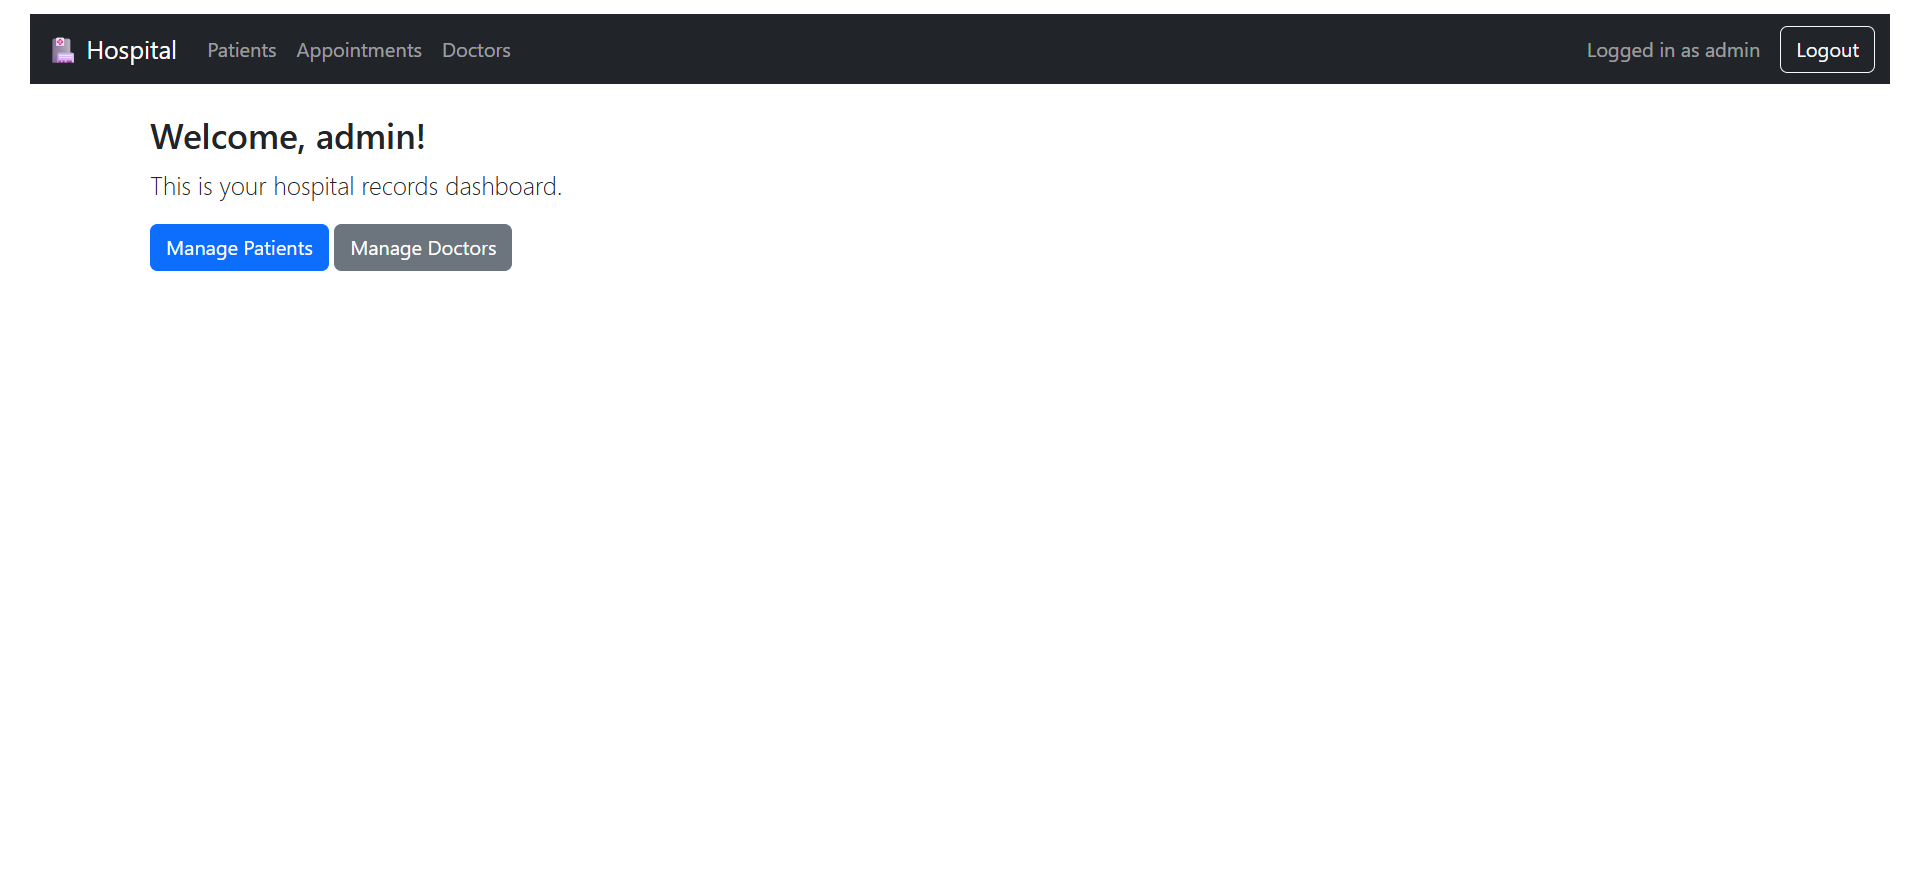 Hospital Patients Appointments Doctors Logged in as admin Logout
Welcome, admin!
This is your hospital records dashboard.
Manage Patients Manage Doctors